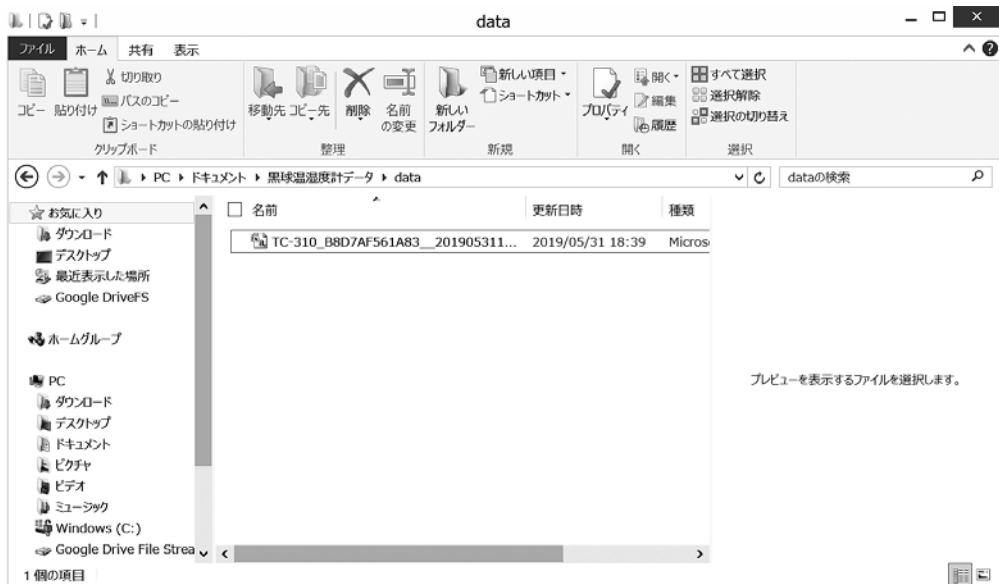 data
ファイル ホーム 共有 表示
コピー 貼り付け 切り取り パスのコピー ショートカットの貼り付け
移動先 コピー先 削除 名前の変更
新しいフォルダー 新しい項目 ショートカット
プロパティ 開く 編集 履歴
すべて選択 選択解除 選択の切り替え
クリップボード 整理 新規 開く 選択
PC ドキュメント 黒球温湿度計データ data dataの検索
お気に入り
ダウンロード
デスクトップ
最近表示した場所
Google DriveFS
ホームグループ
PC
ダウンロード
デスクトップ
ドキュメント
ピクチャ
ビデオ
ミュージック
Windows (C:)
Google Drive File Strea
名前 更新日時 種類
TC-310_B8D7AF561A83__201905311... 2019/05/31 18:39 Micros
プレビューを表示するファイルを選択します。
1 個の項目